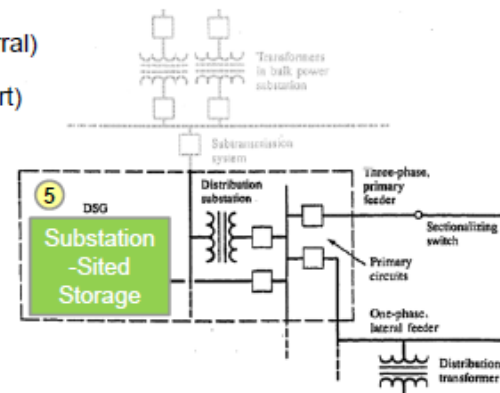 rral)
rt)
Transformers
in bulk power
substation
Subtransmission
system
5
DSG
Substation
-Sited
Storage
Distribution
substation
Three-phase,
primary
feeder
Sectionalizing
switch
Primary
circuits
One-phase,
lateral feeder
Distribution
transformer